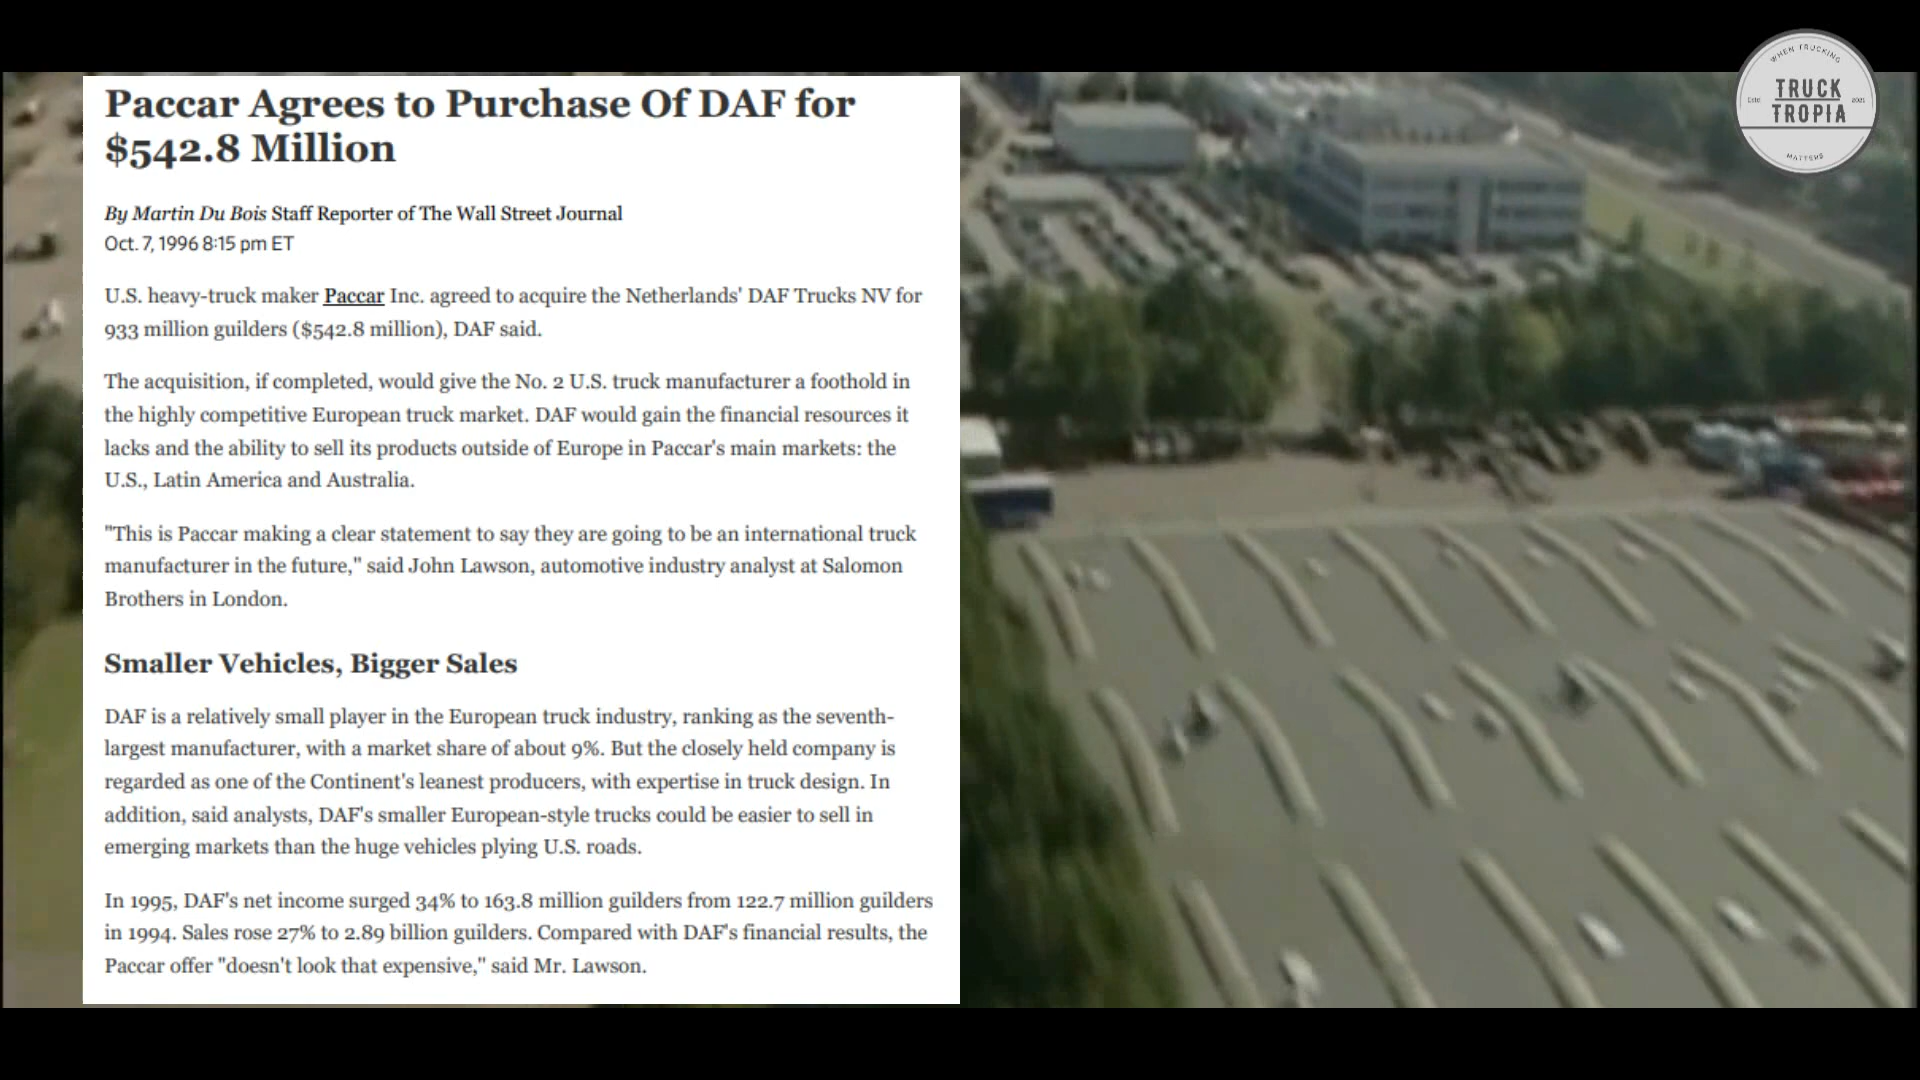 Paccar Agrees to Purchase Of DAF for
$542.8 Million
By Martin Du Bois Staff Reporter of The Wall Street Journal
Oct. 7, 1996 8:15 pm ET
U.S. heavy-truck maker Paccar Inc. agreed to acquire the Netherlands' DAF Trucks NV for
933 million guilders ($542.8 million), DAF said.
The acquisition, if completed, would give the No. 2 U.S. truck manufacturer a foothold in
the highly competitive European truck market. DAF would gain the financial resources it
lacks and the ability to sell its products outside of Europe in Paccar's main markets: the
U.S., Latin America and Australia.
"This is Paccar making a clear statement to say they are going to be an international truck
manufacturer in the future," said John Lawson, automotive industry analyst at Salomon
Brothers in London.
Smaller Vehicles, Bigger Sales
DAF is a relatively small player in the European truck industry, ranking as the seventh-
largest manufacturer, with a market share of about 9%. But the closely held company is
regarded as one of the Continent's leanest producers, with expertise in truck design. In
addition, said analysts, DAF's smaller European-style trucks could be easier to sell in
emerging markets than the huge vehicles plying U.S. roads.
In 1995, DAF's net income surged 34% to 163.8 million guilders from 122.7 million guilders
in 1994. Sales rose 27% to 2.89 billion guilders. Compared with DAF's financial results, the
Paccar offer "doesn't look that expensive," said Mr. Lawson.
WHEN TRUCKING
Estd 2021
TRUCK
TROPIA
MATTERS